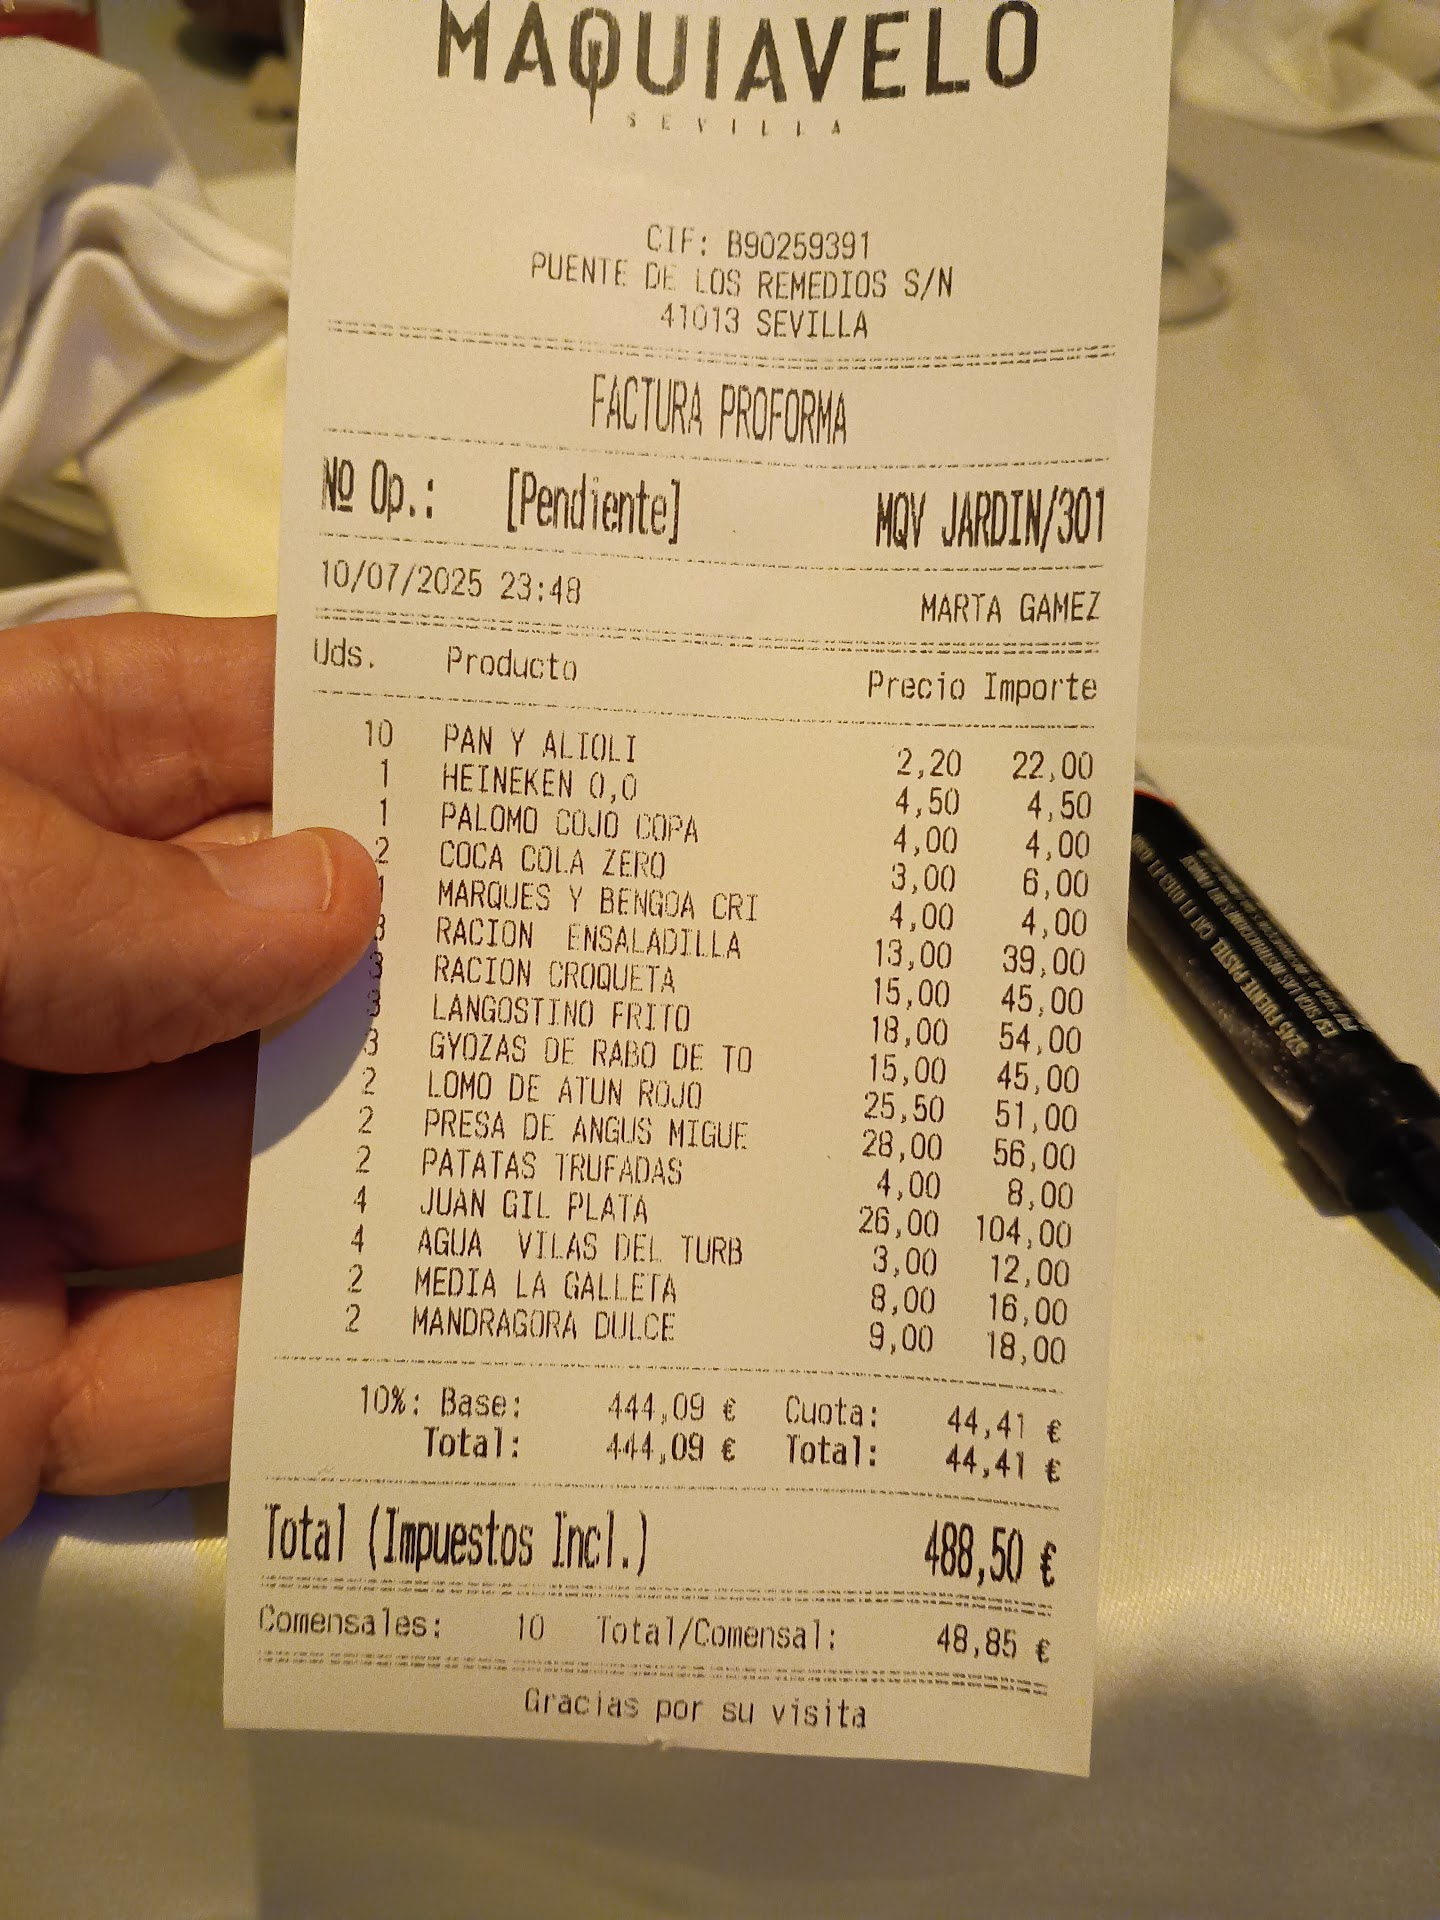 MAQUIAVELO
SEVILLA
CIF: B90259391
PUENTE DE LOS REMEDIOS S/N
41013 SEVILLA
FACTURA PROFORMA
Nº Op.: [Pendiente] MQV JARDIN/301
10/07/2025 23:48 MARTA GAMEZ
Uds. Producto Precio Importe
10 PAN Y ALIOLI 2,20 22,00
1 HEINEKEN 0,0 4,50 4,50
1 PALOMO COJO COPA 4,00 4,00
2 COCA COLA ZERO 3,00 6,00
1 MARQUES Y BENGOA CRI 4,00 4,00
3 RACION ENSALADILLA 13,00 39,00
3 RACION CROQUETA 15,00 45,00
3 LANGOSTINO FRITO 18,00 54,00
3 GYOZAS DE RABO DE TO 15,00 45,00
2 LOMO DE ATUN ROJO 25,50 51,00
2 PRESA DE ANGUS MIGUE 28,00 56,00
2 PATATAS TRUFADAS 4,00 8,00
4 JUAN GIL PLATA 26,00 104,00
4 AGUA VILAS DEL TURB 3,00 12,00
2 MEDIA LA GALLETA 8,00 16,00
2 MANDRAGORA DULCE 9,00 18,00
10%: Base: 444,09 € Cuota: 44,41 €
Total: 444,09 € Total: 44,41 €
Total (Impuestos Incl.) 488,50 €
Comensales: 10 Total/Comensal: 48,85 €
Gracias por su visita